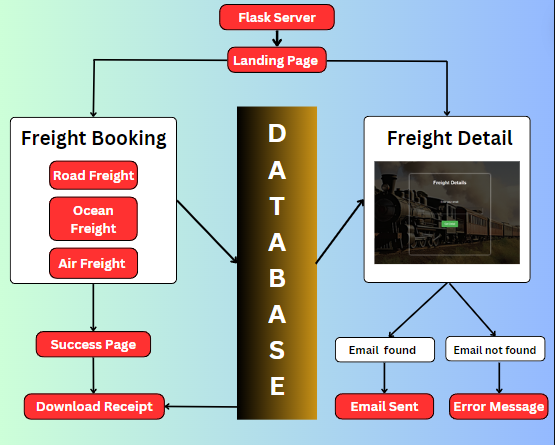 Flask Server
Landing Page
Freight Booking
Road Freight
Ocean
Freight
Air Freight
DATABASE
Freight Detail
Freight Details
Success Page
Download Receipt
Email found
Email not found
Email Sent
Error Message